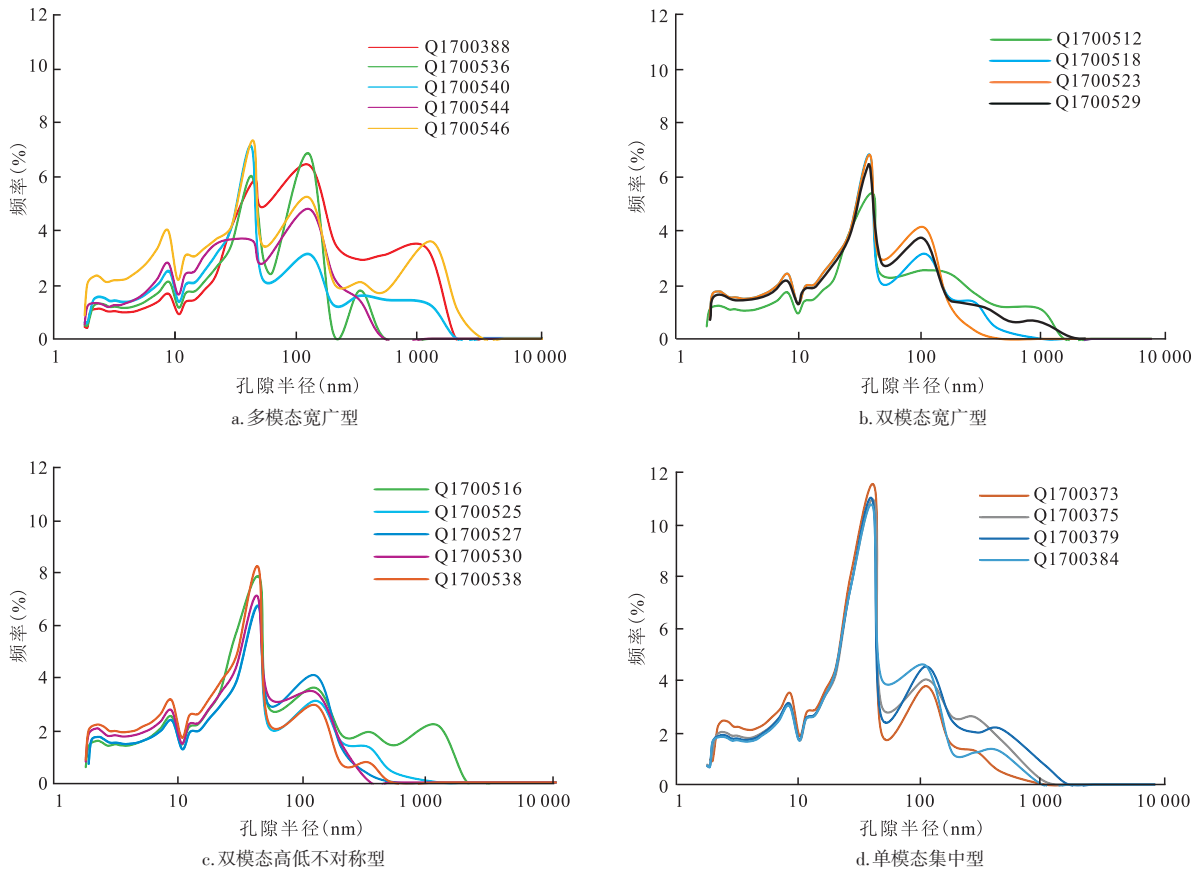 12
10
8
6
4
2
0
频率(%)
Q1700388
Q1700536
Q1700540
Q1700544
Q1700546
1 10 100 1 000 10 000
孔隙半径(nm)
a.多模态宽广型
12
10
8
6
4
2
0
频率(%)
Q1700512
Q1700518
Q1700523
Q1700529
1 10 100 1 000 10 000
孔隙半径(nm)
b.双模态宽广型
12
10
8
6
4
2
0
频率(%)
Q1700516
Q1700525
Q1700527
Q1700530
Q1700538
1 10 100 1 000 10 000
孔隙半径(nm)
c.双模态高低不对称型
12
10
8
6
4
2
0
频率(%)
Q1700373
Q1700375
Q1700379
Q1700384
1 10 100 1 000 10 000
孔隙半径(nm)
d.单模态集中型